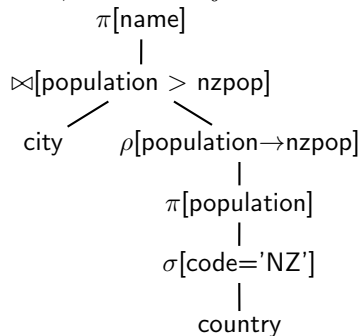 π[name]
⋈[population > nzpop]
city
ρ[population→nzpop]
π[population]
σ[code='NZ']
country